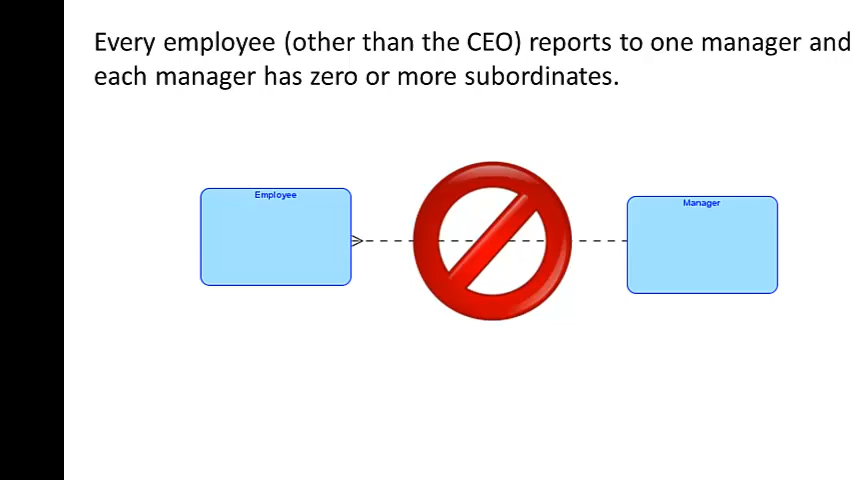 Every employee (other than the CEO) reports to one manager and
each manager has zero or more subordinates.
Employee
Manager